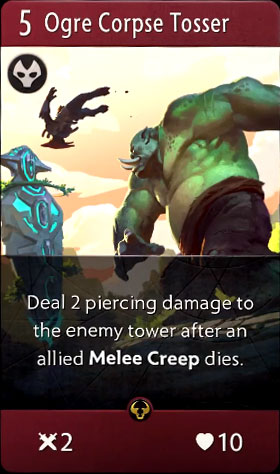 5 Ogre Corpse Tosser
Deal 2 piercing damage to
the enemy tower after an
allied Melee Creep dies.
2 10